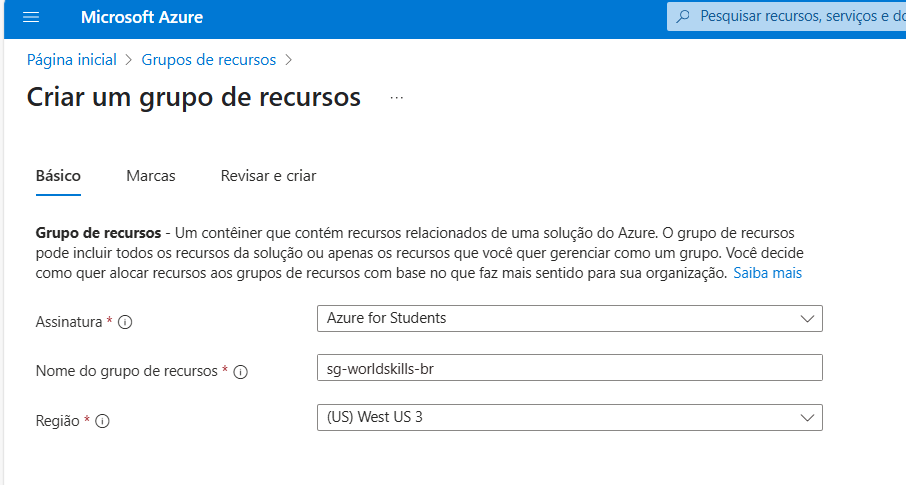 Microsoft Azure
Pesquisar recursos, serviços e do
Página inicial > Grupos de recursos >
Criar um grupo de recursos ...
Básico Marcas Revisar e criar
Grupo de recursos - Um contêiner que contém recursos relacionados de uma solução do Azure. O grupo de recursos
pode incluir todos os recursos da solução ou apenas os recursos que você quer gerenciar como um grupo. Você decide
como quer alocar recursos aos grupos de recursos com base no que faz mais sentido para sua organização. Saiba mais
Assinatura * Azure for Students
Nome do grupo de recursos * sg-worldskills-br
Região * (US) West US 3